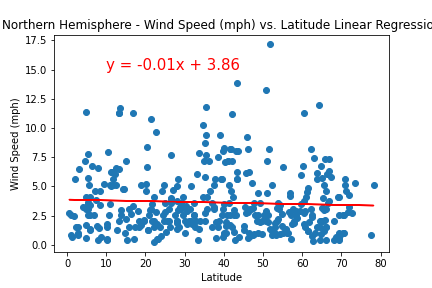 Northern Hemisphere - Wind Speed (mph) vs. Latitude Linear Regressio
17.5
15.0
12.5
10.0
7.5
5.0
2.5
0.0
Wind Speed (mph)
y = -0.01x + 3.86
0 10 20 30 40 50 60 70 80
Latitude